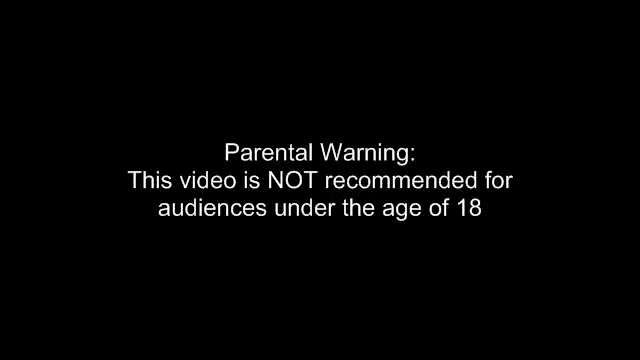 Parental Warning:
This video is NOT recommended for
audiences under the age of 18